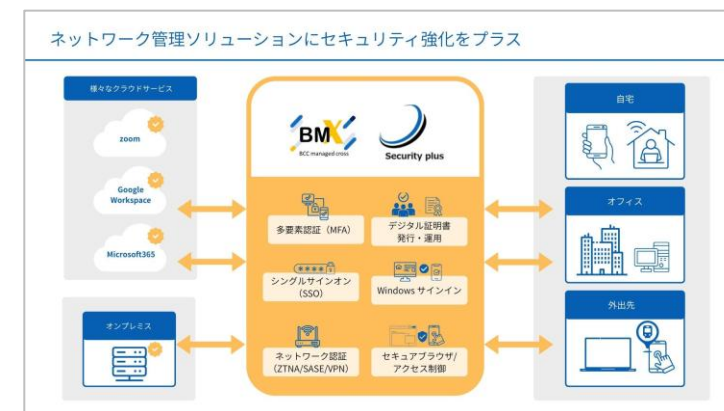 ネットワーク管理ソリューションにセキュリティ強化をプラス
様々なクラウドサービス
zoom
Google
Workspace
Microsoft365
オンプレミス
BMX
BCC managed cross
Security plus
多要素認証（MFA）
デジタル証明書
発行・運用
シングルサインオン
（SSO）
Windows サインイン
ネットワーク認証
（ZTNA/SASE/VPN）
セキュアブラウザ/
アクセス制御
自宅
オフィス
外出先